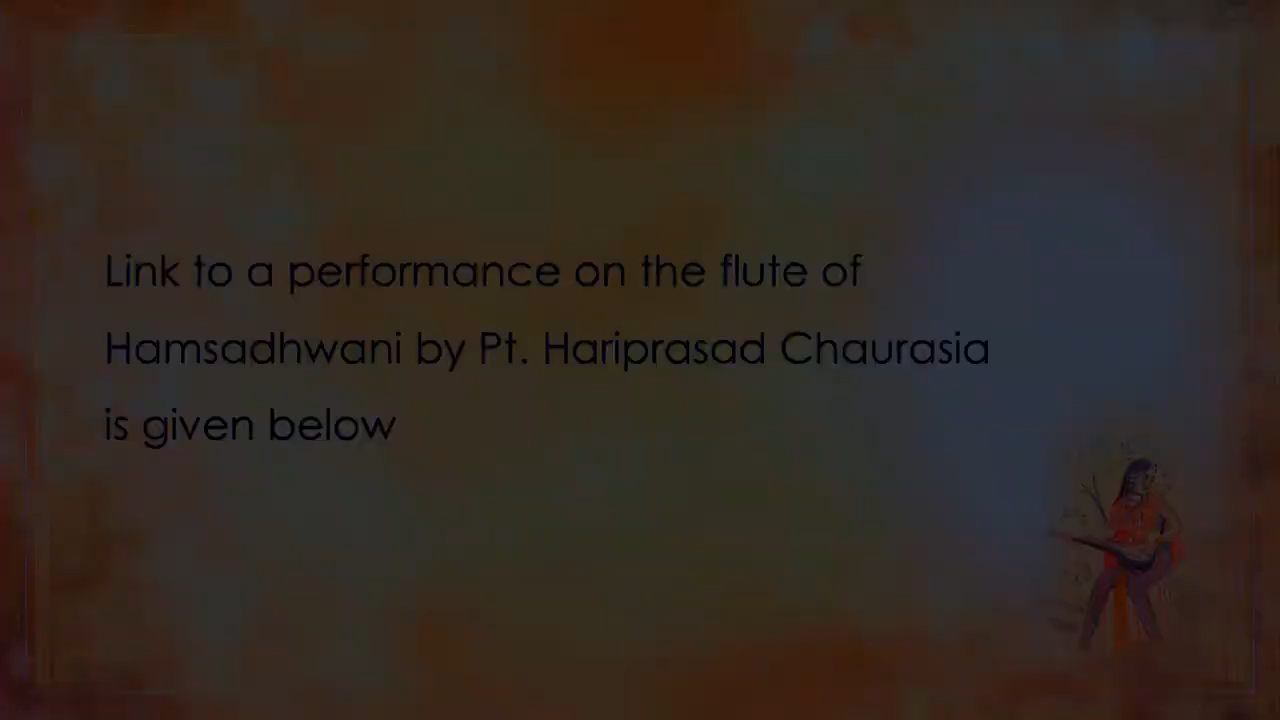 Link to a performance on the flute of
Hamsadhwani by Pt. Hariprasad Chaurasia
is given below